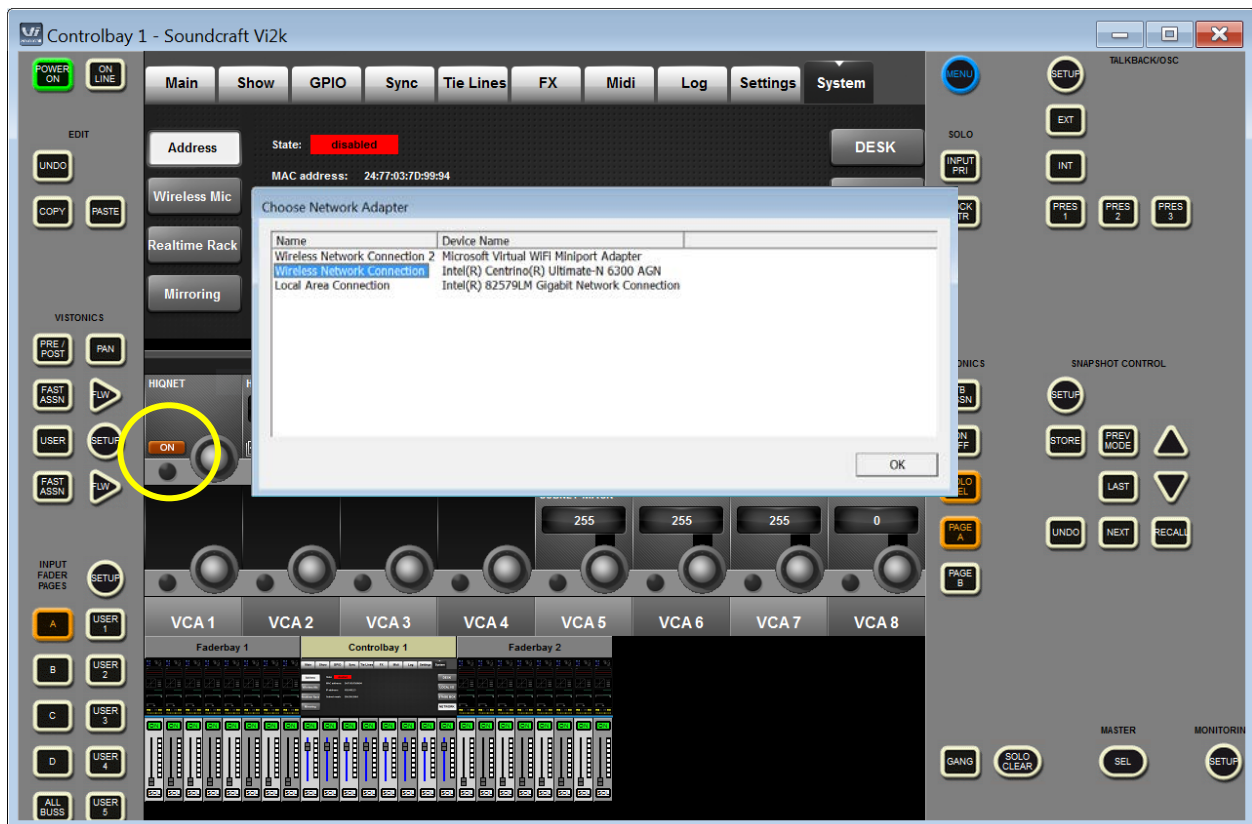 Vi Controlbay 1 - Soundcraft Vi2k
POWER ON
ON LINE
Main Show GPIO Sync Tie Lines FX Midi Log Settings System
MENU
SETUP
TALKBACK/OSC
EDIT
UNDO
COPY PASTE
Address
State: disabled
DESK
MAC address: 24:77:03:7D:99:94
Wireless Mic
Realtime Rack
Mirroring
SOLO
INPUT PRI
EXT
INT
PRES 1
PRES 2
PRES 3
Choose Network Adapter
Name Device Name
Wireless Network Connection 2 Microsoft Virtual WiFi Miniport Adapter
Wireless Network Connection Intel(R) Centrino(R) Ultimate-N 6300 AGN
Local Area Connection Intel(R) 82579LM Gigabit Network Connection
OK
VISTONICS
PRE / POST
PAN
FAST ASSN
FLW
USER
SETUP
FAST ASSN
FLW
HIQNET
ON
SNAPSHOT CONTROL
SETUP
STORE
PREV MODE
LAST
UNDO NEXT RECALL
PAGE A
PAGE B
255 255 255 0
INPUT FADER PAGES
SETUP
A
USER 1
B
USER 2
C
USER 3
D
USER 4
ALL BUSS
USER 5
VCA 1 VCA 2 VCA 3 VCA 4 VCA 5 VCA 6 VCA 7 VCA 8
Faderbay 1 Controlbay 1 Faderbay 2
GANG
SOLO CLEAR
MASTER
SEL
MONITORIN
SETUP